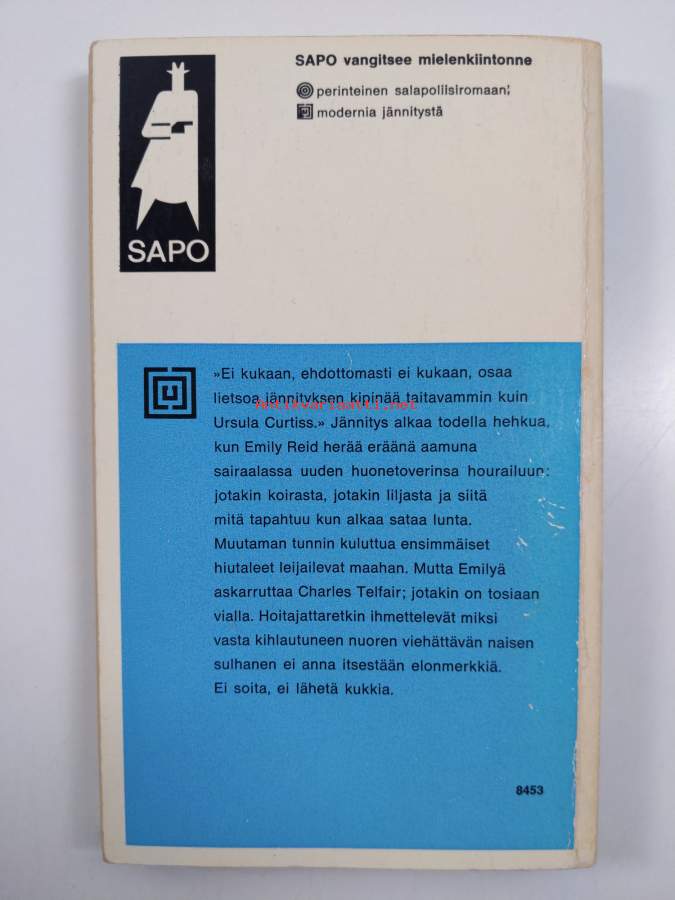 SAPO vangitsee mielenkiintonne
perinteinen salapoliisiromaani
modernia jännitystä
SAPO
»Ei kukaan, ehdottomasti ei kukaan, osaa
lietsoa jännityksen kipinää taitavammin kuin
antikvariaatti.net
Ursula Curtiss.» Jännitys alkaa todella hehkua,
kun Emily Reid herää eräänä aamuna
sairaalassa uuden huonetoverinsa hourailuun:
jotakin koirasta, jotakin liljasta ja siitä
mitä tapahtuu kun alkaa sataa lunta.
Muutaman tunnin kuluttua ensimmäiset
hiutaleet leijailevat maahan. Mutta Emilyä
askarruttaa Charles Telfair; jotakin on tosiaan
vialla. Hoitajattaretkin ihmettelevät miksi
vasta kihlautuneen nuoren viehättävän naisen
sulhanen ei anna itsestään elonmerkkiä.
Ei soita, ei lähetä kukkia.
8453